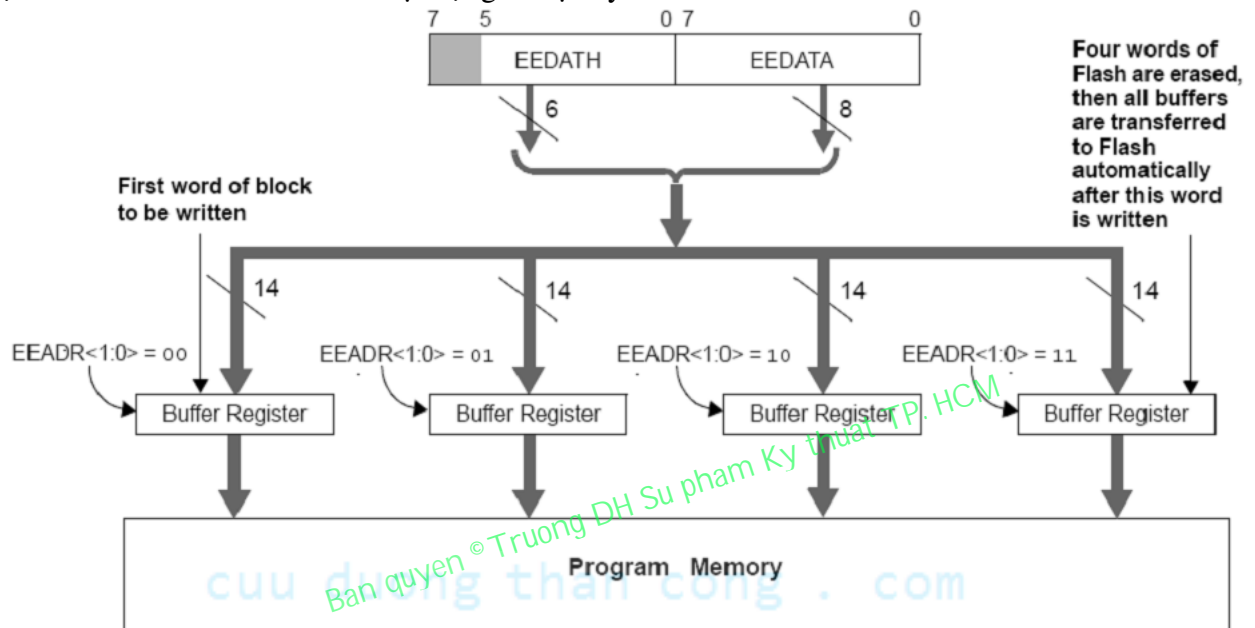 7 5 0 7 0
EEDATH EEDATA
6 8
Four words of
Flash are erased,
then all buffers
are transferred
to Flash
automatically
after this word
is written
First word of block
to be written
14 14 14 14
EEADR<1:0> = 00 EEADR<1:0> = 01 EEADR<1:0> = 10 EEADR<1:0> = 11
Buffer Register Buffer Register Buffer Register Buffer Register
Program Memory
Ban quyen © Truong DH Su pham Ky thuat TP. HCM
cuu duong than cong . com